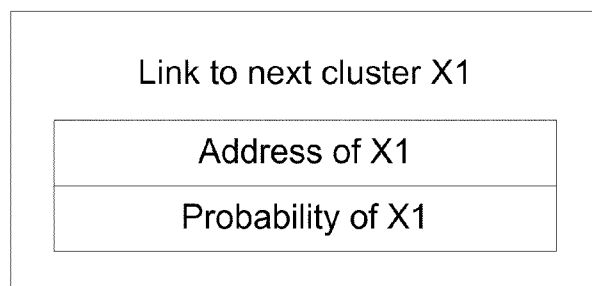 Link to next cluster X1
Address of X1
Probability of X1